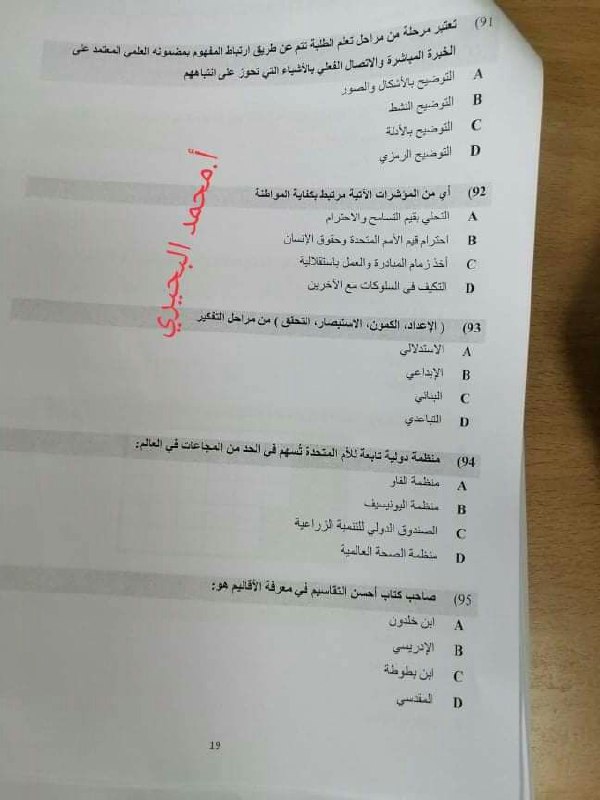 91) تعتبر مرحلة من مراحل تعلم الطلبة تتم عن طريق ارتباط المفهوم بمضمونه العلمي المعتمد على
الخبرة المباشرة والاتصال الفعلي بالأشياء التي تحوز على انتباههم
A التوضيح بالأشكال والصور
B التوضيح النشط
C التوضيح بالأدلة
D التوضيح الرمزي
92) أي من المؤشرات الآتية مرتبط بكفاية المواطنة
A التحلي بقيم التسامح والاحترام
B احترام قيم الأمم المتحدة وحقوق الإنسان
C أخذ زمام المبادرة والعمل باستقلالية
D التكيف في السلوكات مع الآخرين
93) ( الإعداد، الكمون، الاستبصار، التحقق ) من مراحل التفكير
A الاستدلالي
B الإبداعي
C البنائي
D التباعدي
94) منظمة دولية تابعة للأم المتحدة تُسهم في الحد من المجاعات في العالم:
A منظمة الفاو
B منظمة اليونيسيف
C الصندوق الدولي للتنمية الزراعية
D منظمة الصحة العالمية
95) صاحب كتاب أحسن التقاسيم في معرفة الأقاليم هو:
A ابن خلدون
B الإدريسي
C ابن بطوطة
D المقدسي
19
أ.محمد البحيري